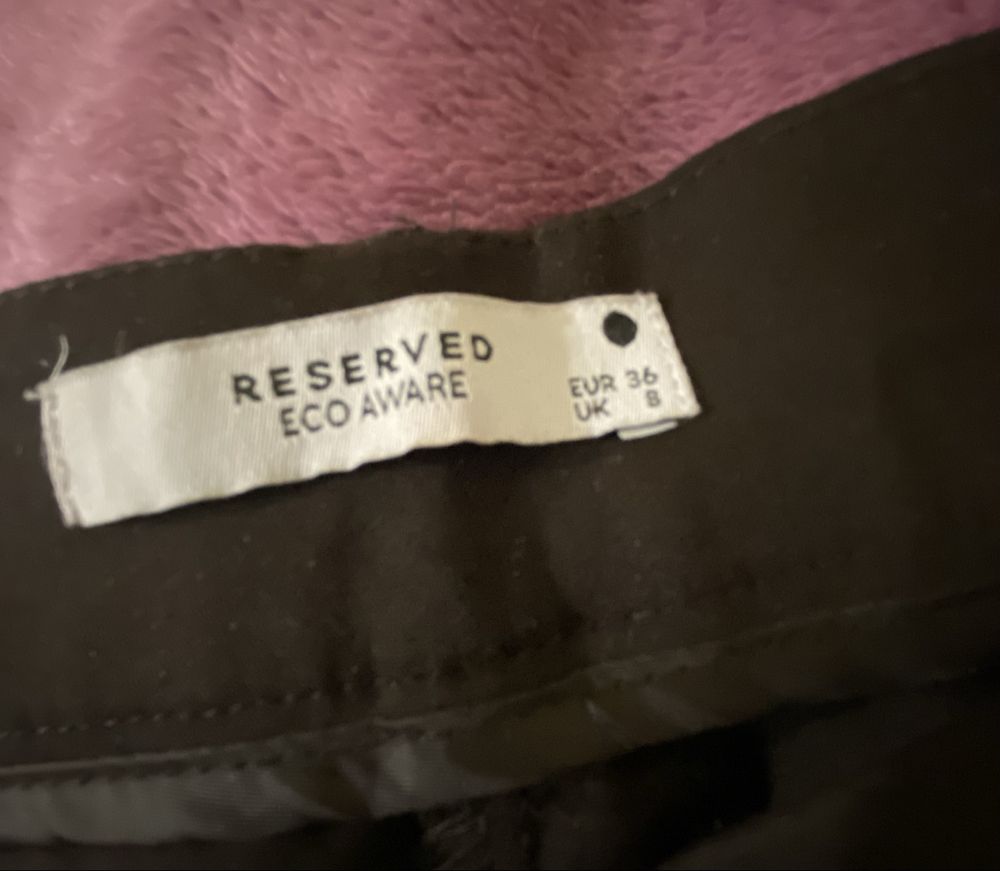 RESERVED
ECO AWARE
EUR 36
UK 8